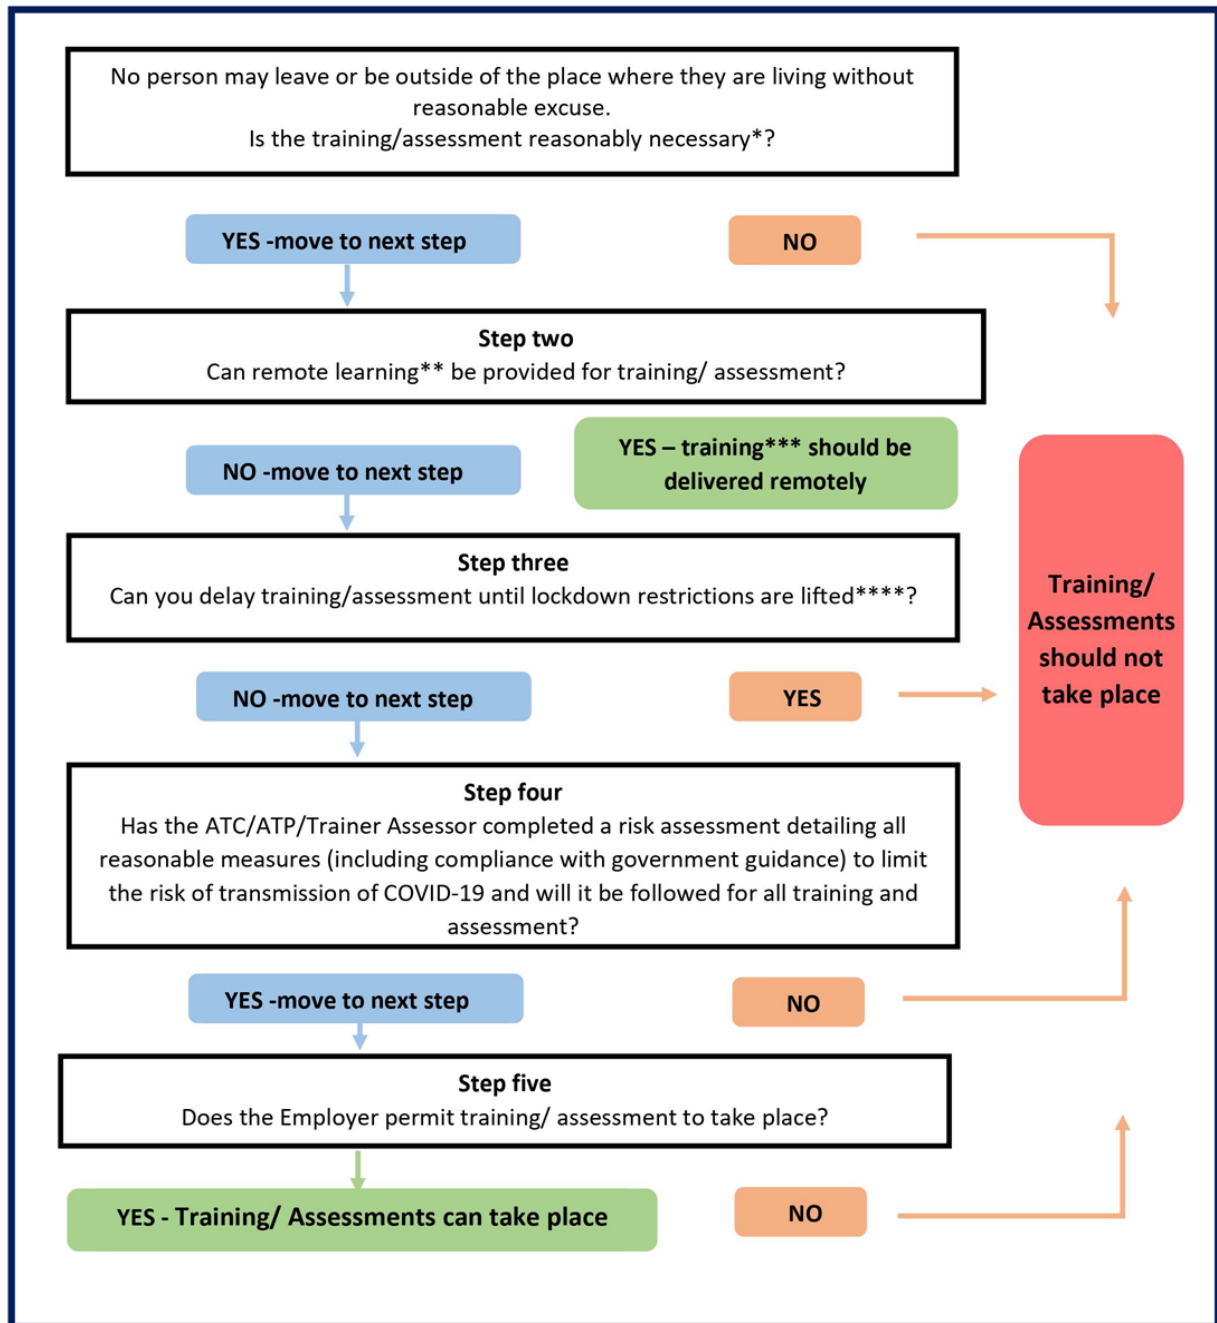 No person may leave or be outside of the place where they are living without
reasonable excuse.
Is the training/assessment reasonably necessary*?
YES -move to next step
NO
Step two
Can remote learning** be provided for training/ assessment?
YES – training*** should be
delivered remotely
NO -move to next step
Step three
Can you delay training/assessment until lockdown restrictions are lifted****?
NO -move to next step
YES
Training/
Assessments
should not
take place
Step four
Has the ATC/ATP/Trainer Assessor completed a risk assessment detailing all
reasonable measures (including compliance with government guidance) to limit
the risk of transmission of COVID-19 and will it be followed for all training and
assessment?
YES -move to next step
NO
Step five
Does the Employer permit training/ assessment to take place?
YES - Training/ Assessments can take place
NO